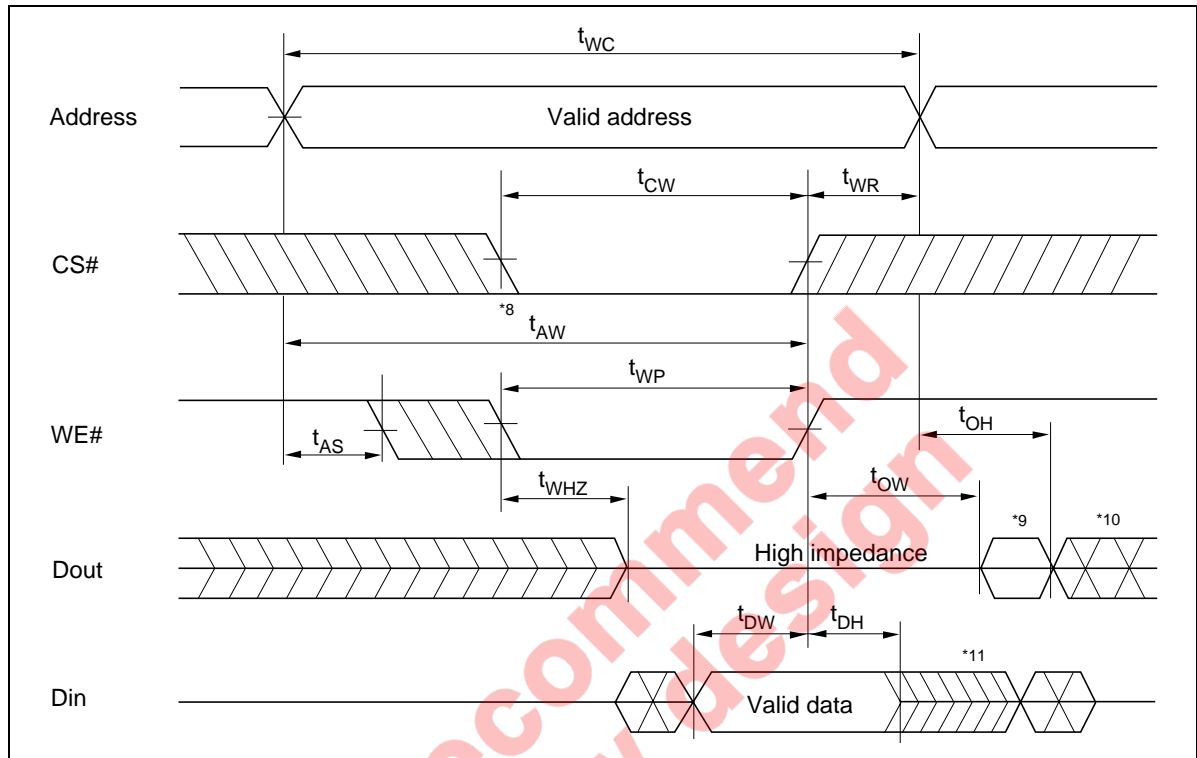 tWC
Address
Valid address
tCW
tWR
CS#
*8
tAW
tWP
WE#
tAS
tOH
tWHZ
tOW
*9
*10
Dout
High impedance
tDW
tDH
*11
Din
Valid data
design